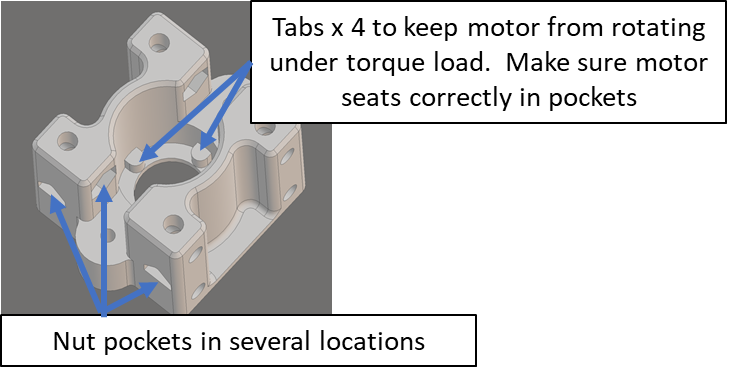 Tabs x 4 to keep motor from rotating
under torque load.  Make sure motor
seats correctly in pockets
Nut pockets in several locations